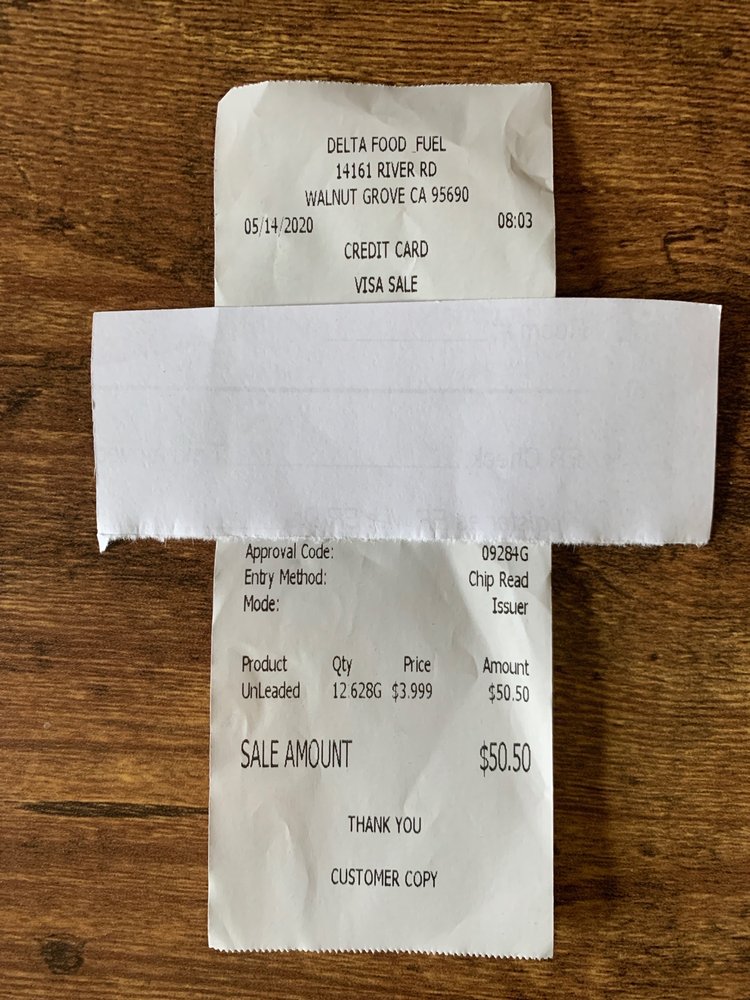 DELTA FOOD FUEL
14161 RIVER RD
WALNUT GROVE CA 95690
05/14/2020 08:03
CREDIT CARD
VISA SALE
Approval Code: 09284G
Entry Method: Chip Read
Mode: Issuer
Product Qty Price Amount
UnLeaded 12.628G $3.999 $50.50
SALE AMOUNT $50.50
THANK YOU
CUSTOMER COPY